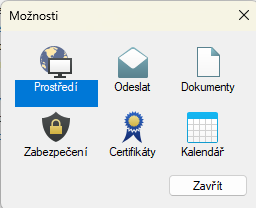 Možnosti
Prostředí Odeslat Dokumenty
Zabezpečení Certifikáty Kalendář
Zavřít